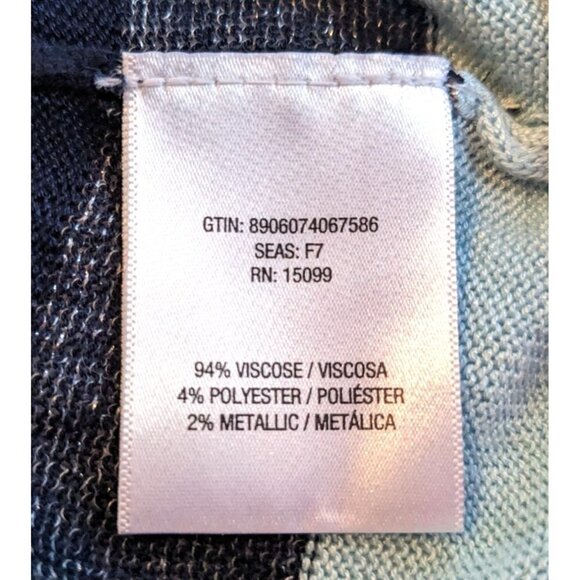 GTIN: 8906074067586
SEAS: F7
RN: 15099
94% VISCOSE / VISCOSA
4% POLYESTER / POLIÉSTER
2% METALLIC / METÁLICA